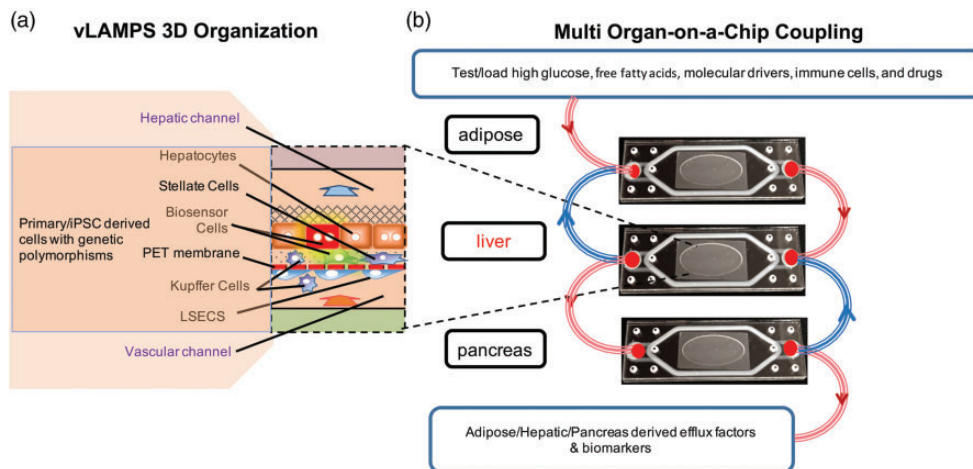 (a)
vLAMPS 3D Organization
Hepatic channel
Hepatocytes
Stellate Cells
Biosensor
Cells
PET membrane
Kupffer Cells
LSECS
Vascular channel
Primary/iPSC derived
cells with genetic
polymorphisms
(b)
Multi Organ-on-a-Chip Coupling
Test/load high glucose, free fatty acids, molecular drivers, immune cells, and drugs
adipose
liver
pancreas
Adipose/Hepatic/Pancreas derived efflux factors
& biomarkers